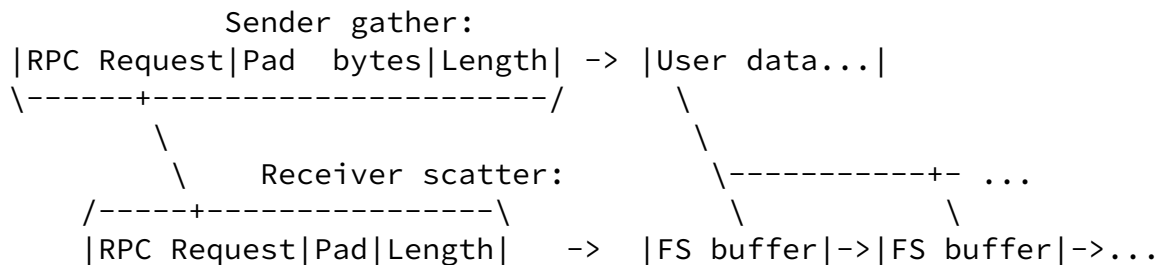 Sender gather:
|RPC Request|Pad  bytes|Length| -> |User data...|
\------+----------------------/      \
        \                             \
         \    Receiver scatter:        \-----------+- ...
    /-----+----------------\            \           \
    |RPC Request|Pad|Length|   ->  |FS buffer|->|FS buffer|->...